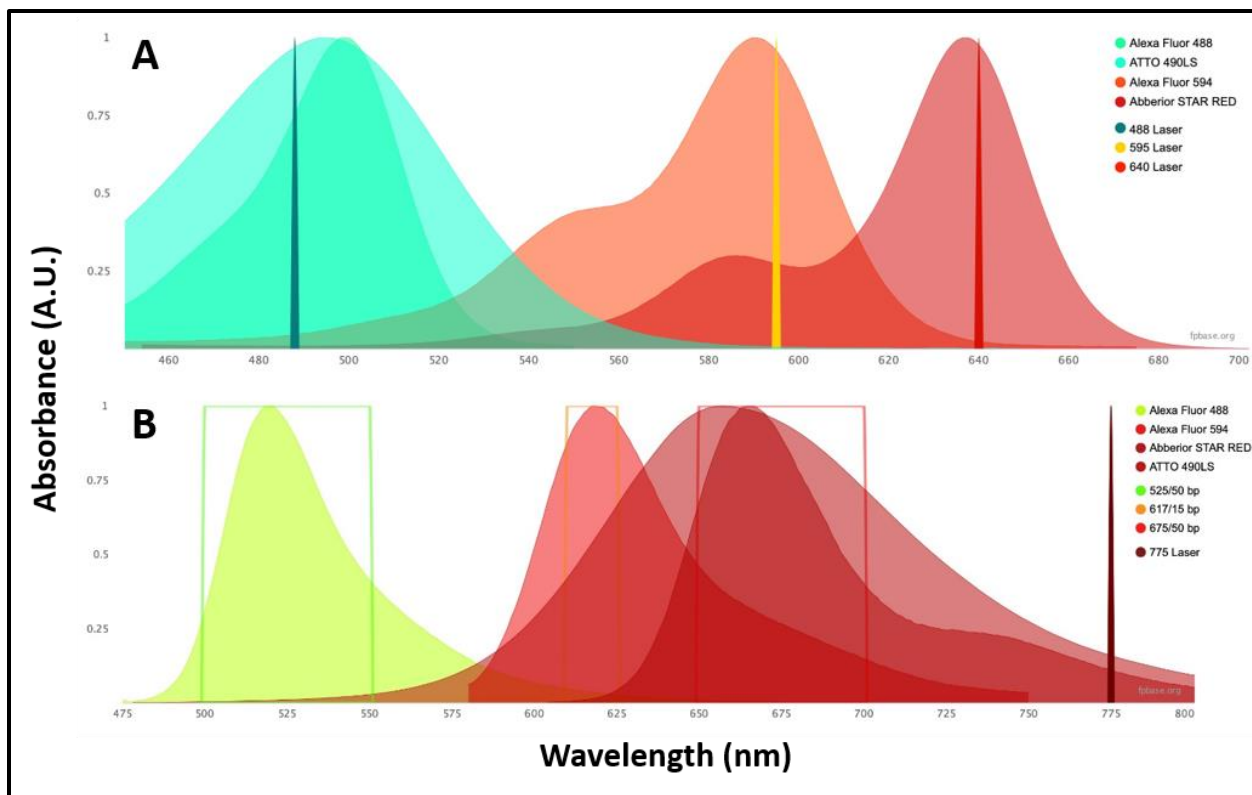 A
1
0.75
0.5
0.25
460 480 500 520 540 560 580 600 620 640 660 680 700
Alexa Fluor 488
ATTO 490LS
Alexa Fluor 594
Abberior STAR RED
488 Laser
595 Laser
640 Laser
fpbase.org
Absorbance (A.U.)
B
1
0.75
0.5
0.25
475 500 525 550 575 600 625 650 675 700 725 750 775 800
Alexa Fluor 488
Alexa Fluor 594
Abberior STAR RED
ATTO 490LS
525/50 bp
617/15 bp
675/50 bp
775 Laser
fpbase.org
Wavelength (nm)